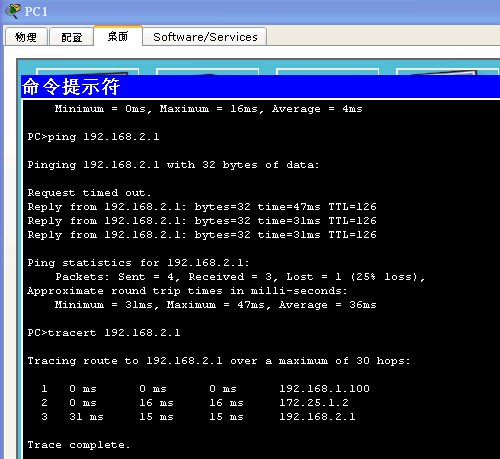 PC1
物理 配置 桌面 Software/Services
命令提示符
Minimum = 0ms, Maximum = 16ms, Average = 4ms
PC>ping 192.168.2.1
Pinging 192.168.2.1 with 32 bytes of data:
Request timed out.
Reply from 192.168.2.1: bytes=32 time=47ms TTL=126
Reply from 192.168.2.1: bytes=32 time=31ms TTL=126
Reply from 192.168.2.1: bytes=32 time=31ms TTL=126
Ping statistics for 192.168.2.1:
Packets: Sent = 4, Received = 3, Lost = 1 (25% loss),
Approximate round trip times in milli-seconds:
Minimum = 31ms, Maximum = 47ms, Average = 36ms
PC>tracert 192.168.2.1
Tracing route to 192.168.2.1 over a maximum of 30 hops:
1 0 ms 0 ms 0 ms 192.168.1.100
2 0 ms 16 ms 16 ms 172.25.1.2
3 31 ms 15 ms 15 ms 192.168.2.1
Trace complete.